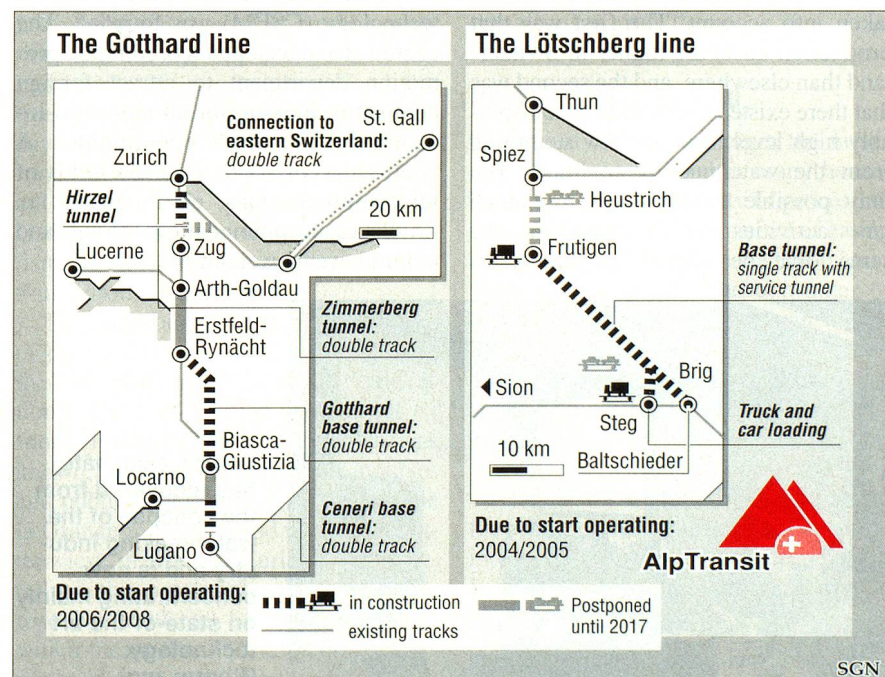 The Gotthard line
Zurich
Connection to
eastern Switzerland:
double track
St. Gall
Hirzel
tunnel
20 km
Lucerne
Zug
Arth-Goldau
Erstfeld-
Rynächt
Zimmerberg
tunnel:
double track
Gotthard
base tunnel:
double track
Biasca-
Giustizia
Locarno
Ceneri base
tunnel:
double track
Lugano
Due to start operating:
2006/2008
The Lötschberg line
Thun
Spiez
Heustrich
Frutigen
Base tunnel:
single track with
service tunnel
Brig
Sion
Steg
Truck and
car loading
10 km
Baltschieder
Due to start operating:
2004/2005
AlpTransit
in construction
existing tracks
Postponed
until 2017
SGN